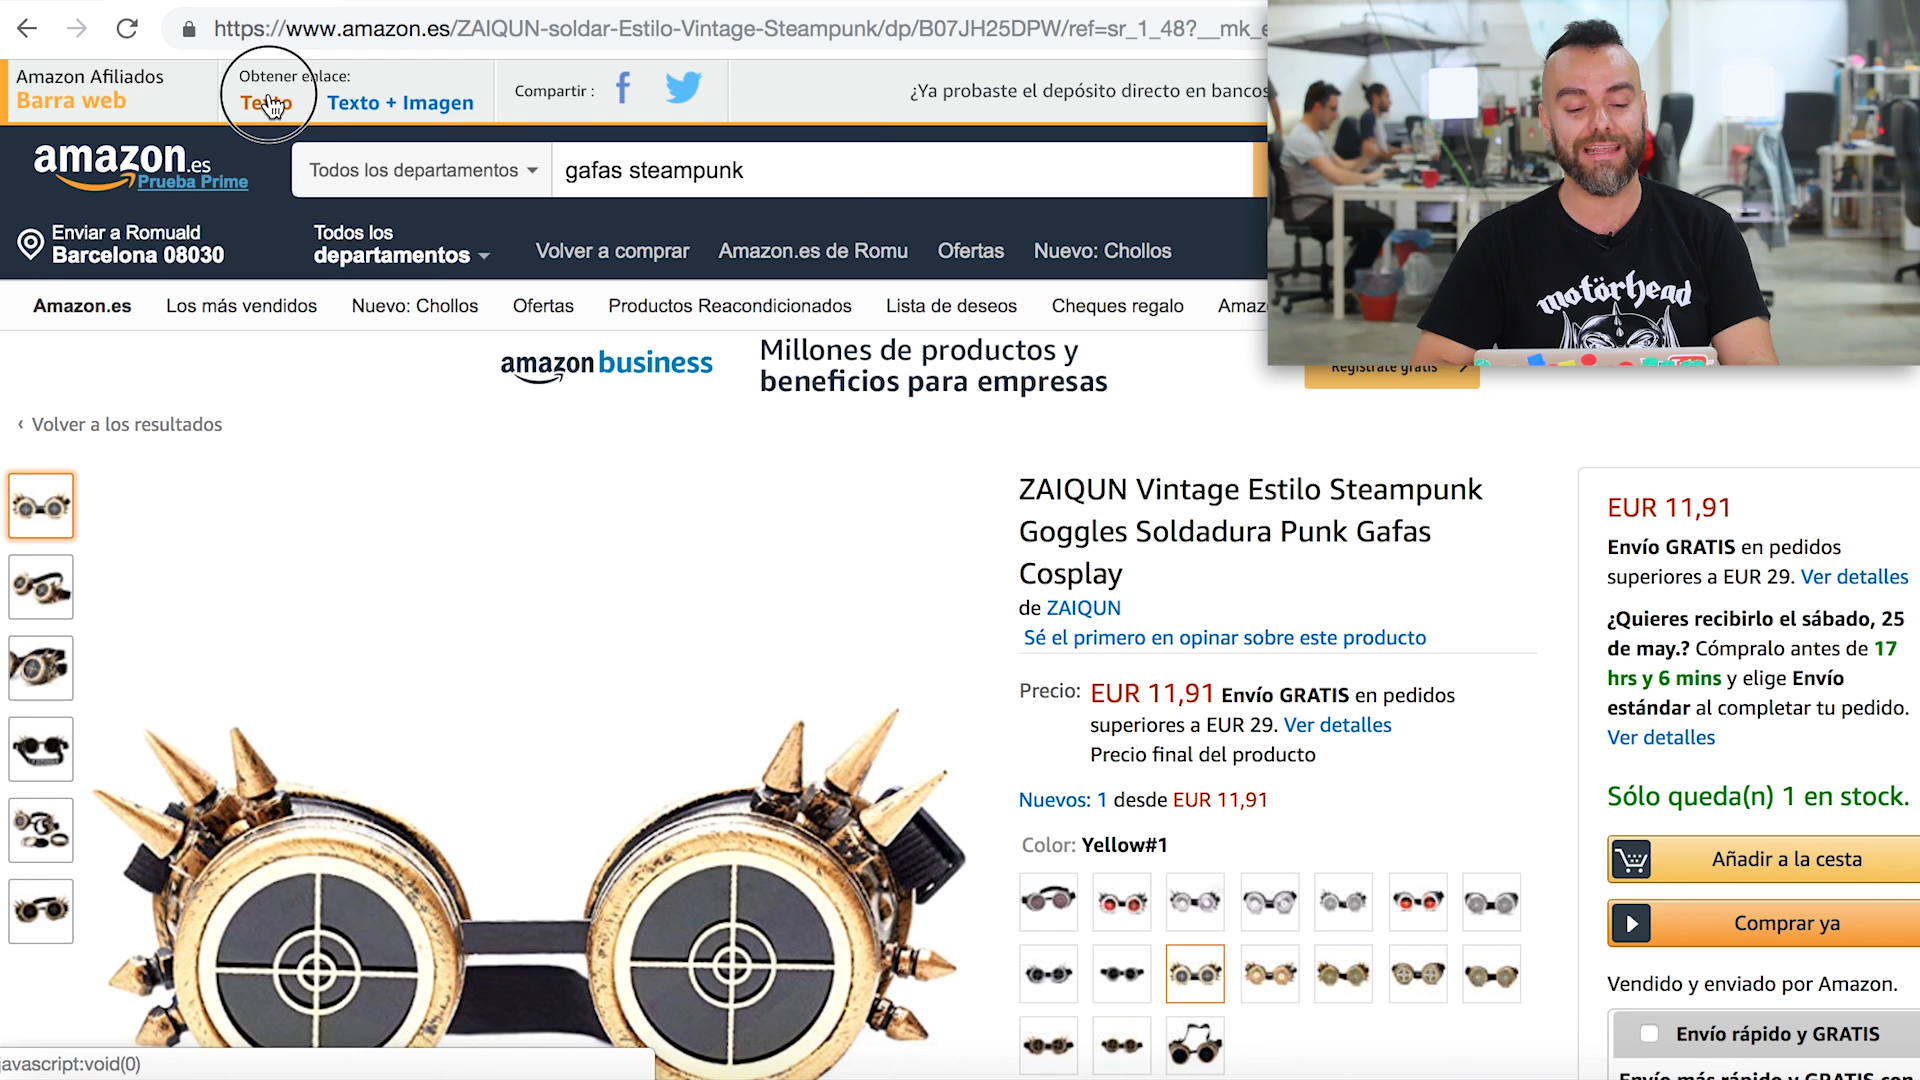 https://www.amazon.es/ZAIQUN-soldar-Estilo-Vintage-Steampunk/dp/B07JH25DPW/ref=sr_1_48?__mk_e
Amazon Afiliados
Barra web
Obtener enlace:
Texto
Texto + Imagen
Compartir :
¿Ya probaste el depósito directo en bancos
amazon.es
Prueba Prime
Todos los departamentos
gafas steampunk
Enviar a Romuald
Barcelona 08030
Todos los
departamentos
Volver a comprar
Amazon.es de Romu
Ofertas
Nuevo: Chollos
Amazon.es
Los más vendidos
Nuevo: Chollos
Ofertas
Productos Reacondicionados
Lista de deseos
Cheques regalo
Amaz
motörhead
amazon business
Millones de productos y
beneficios para empresas
Regístrate gratis
‹ Volver a los resultados
ZAIQUN Vintage Estilo Steampunk
Goggles Soldadura Punk Gafas
Cosplay
de ZAIQUN
Sé el primero en opinar sobre este producto
Precio: EUR 11,91 Envío GRATIS en pedidos
superiores a EUR 29. Ver detalles
Precio final del producto
Nuevos: 1 desde EUR 11,91
Color: Yellow#1
EUR 11,91
Envío GRATIS en pedidos
superiores a EUR 29. Ver detalles
¿Quieres recibirlo el sábado, 25
de may.? Cómpralo antes de 17
hrs y 6 mins y elige Envío
estándar al completar tu pedido.
Ver detalles
Sólo queda(n) 1 en stock.
Añadir a la cesta
Comprar ya
Vendido y enviado por Amazon.
Envío rápido y GRATIS
Envío más rápido y GRATIS con
javascript:void(0)